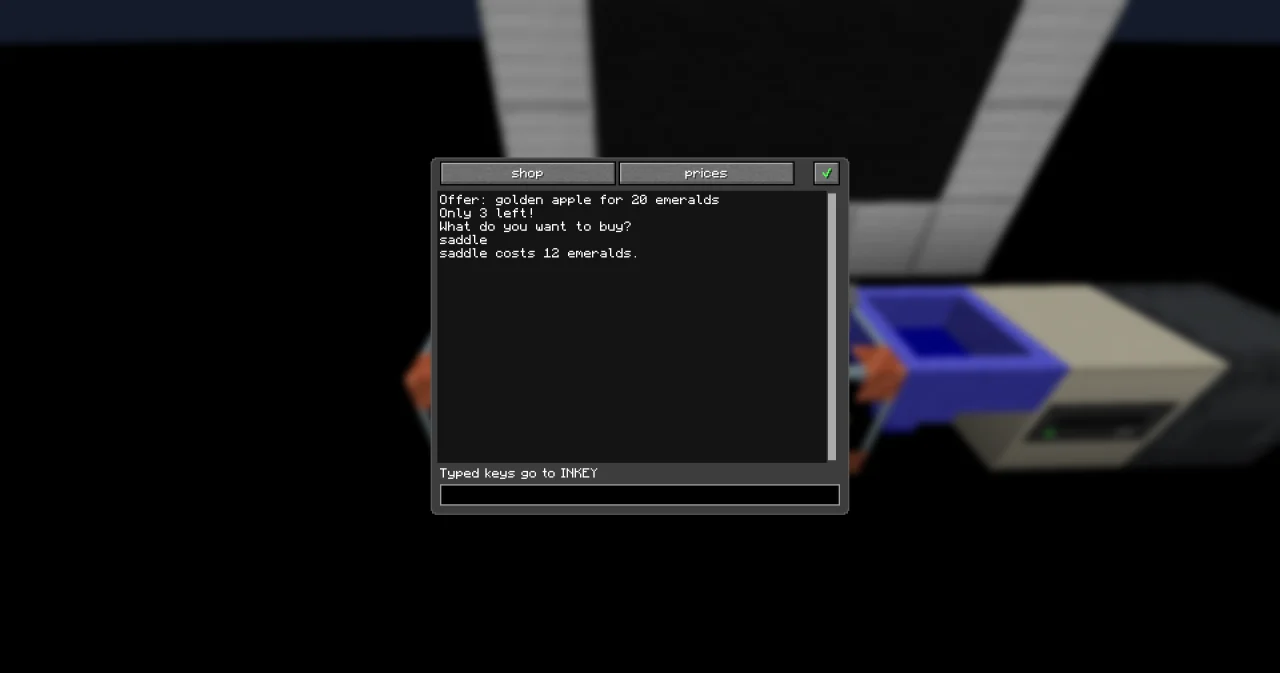 shop
prices
Offer: golden apple for 20 emeralds
Only 3 left!
What do you want to buy?
saddle
saddle costs 12 emeralds.
Typed keys go to INKEY